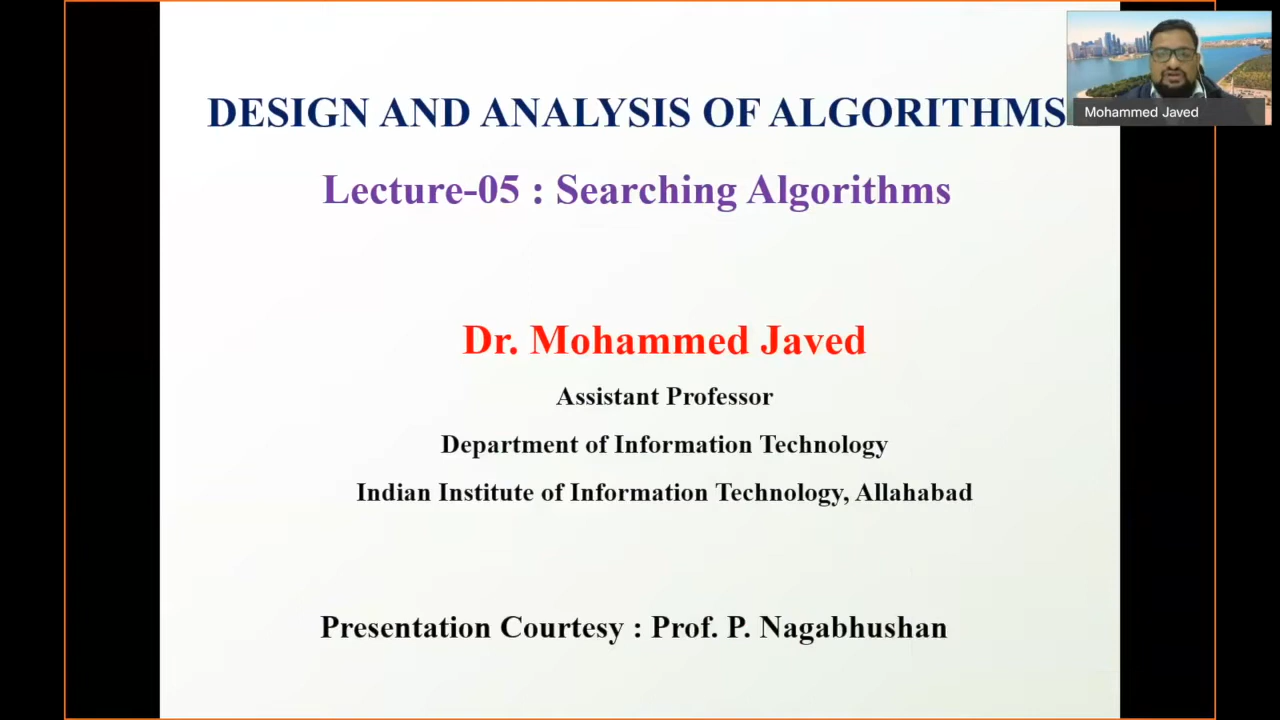 DESIGN AND ANALYSIS OF ALGORITHMS
Mohammed Javed
Lecture-05 : Searching Algorithms
Dr. Mohammed Javed
Assistant Professor
Department of Information Technology
Indian Institute of Information Technology, Allahabad
Presentation Courtesy : Prof. P. Nagabhushan